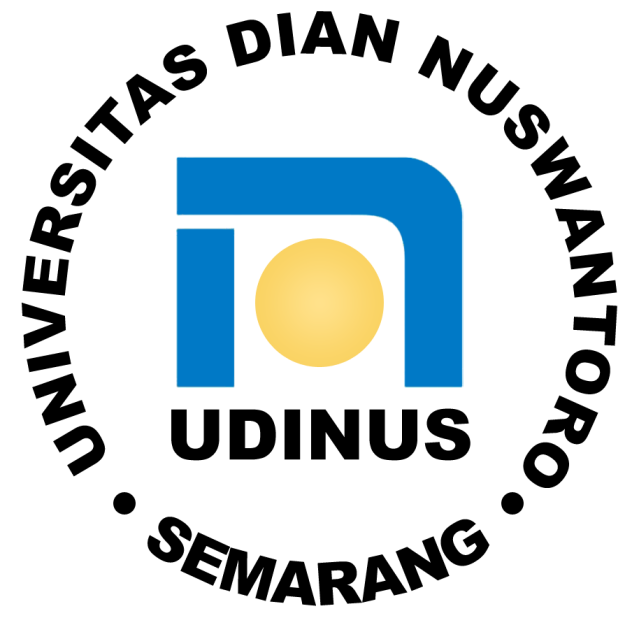 UNIVERSITAS DIAN NUSWANTORO
UDINUS
• SEMARANG •